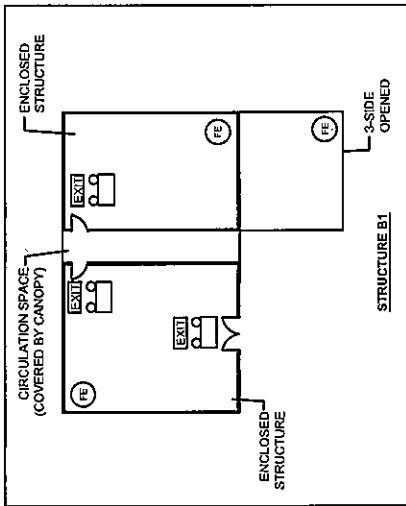 CIRCULATION SPACE
(COVERED BY CANOPY)
ENCLOSED
STRUCTURE
EXIT
EXIT
FE
EXIT
FE
FE
ENCLOSED
STRUCTURE
3-SIDE
OPENED
STRUCTURE B1